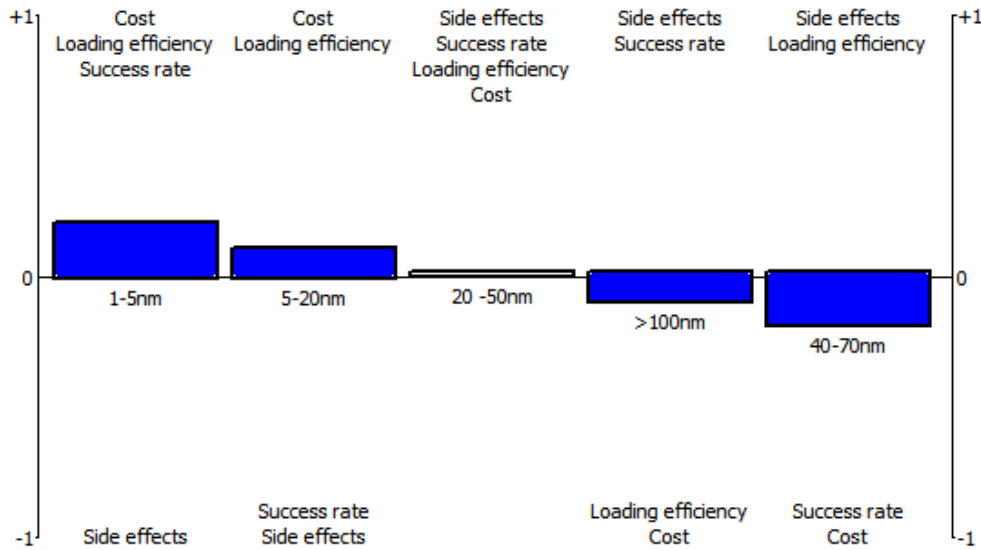 +1
Cost
Loading efficiency
Success rate
Cost
Loading efficiency
Side effects
Success rate
Loading efficiency
Cost
Side effects
Success rate
Side effects
Loading efficiency
+1
0
1-5nm
5-20nm
20 -50nm
>100nm
40-70nm
0
-1
Side effects
Success rate
Side effects
Loading efficiency
Cost
Success rate
Cost
-1